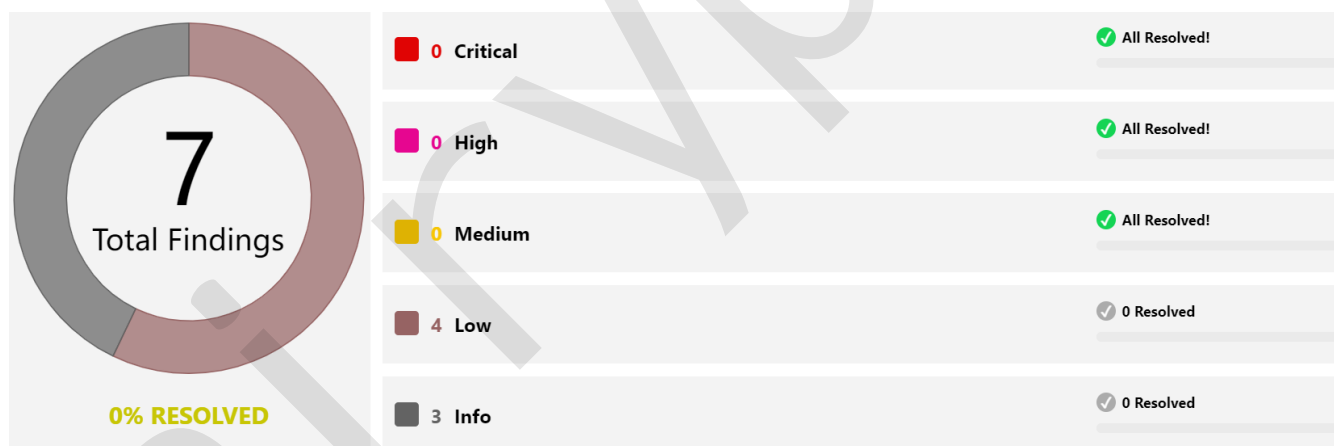 7
Total Findings
0% RESOLVED
0 Critical
All Resolved!
0 High
All Resolved!
0 Medium
All Resolved!
4 Low
0 Resolved
3 Info
0 Resolved